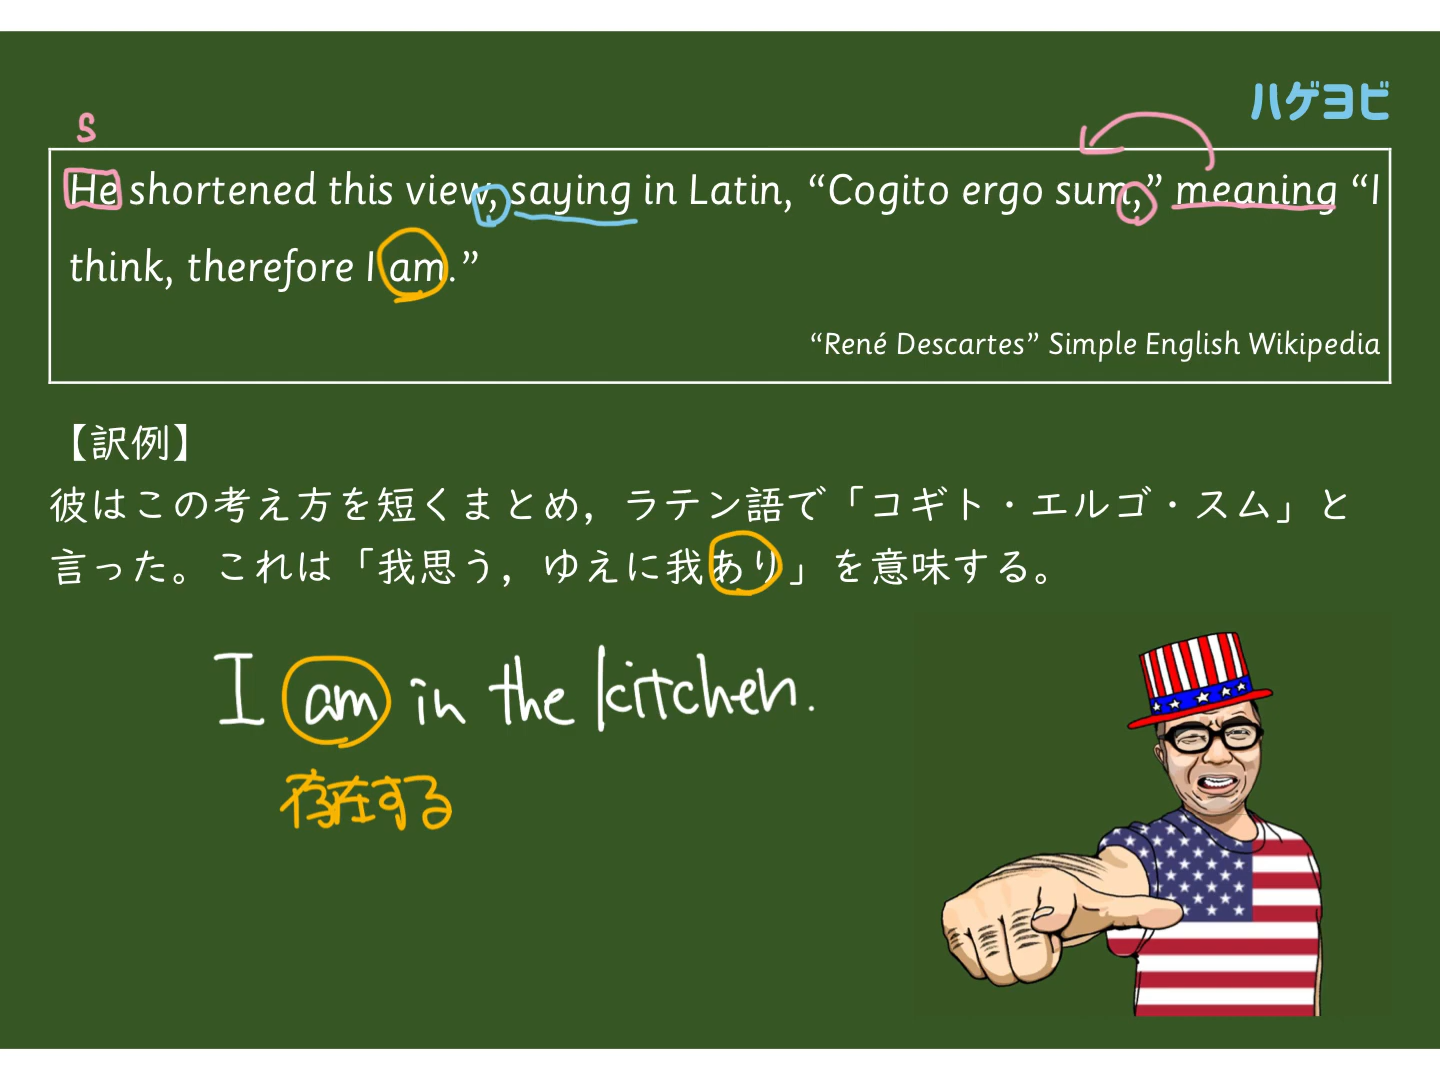 ハゲヨビ
S
He shortened this view, saying in Latin, “Cogito ergo sum,” meaning “I
think, therefore I am.”
“René Descartes” Simple English Wikipedia
【訳例】
彼はこの考え方を短くまとめ，ラテン語で「コギト・エルゴ・スム」と
言った。これは「我思う，ゆえに我あり」を意味する。
I am in the kitchen.
存在する